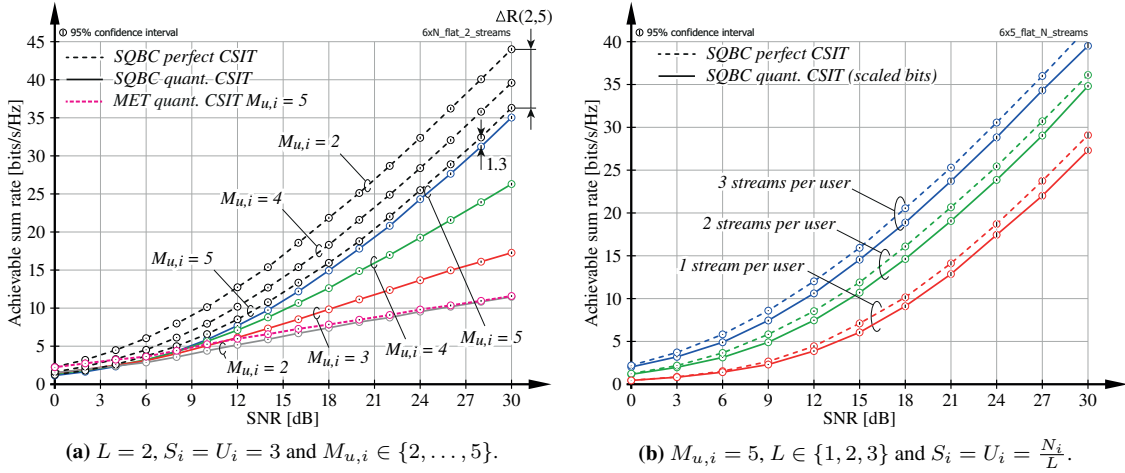 ΔR(2,5)
95% confidence interval
6xN_flat_2_streams
SQBC perfect CSIT
SQBC quant. CSIT
MET quant. CSIT M_{u,i} = 5
M_{u,i} = 2
M_{u,i} = 4
M_{u,i} = 5
1.3
M_{u,i} = 2
M_{u,i} = 3
M_{u,i} = 4
M_{u,i} = 5
Achievable sum rate [bits/s/Hz]
45
40
35
30
25
20
15
10
5
0
0 3 6 9 12 15 18 21 24 27 30
SNR [dB]
(a) L = 2, S_i = U_i = 3 and M_{u,i} ∈ {2, . . . , 5}.
95% confidence interval
6x5_flat_N_streams
SQBC perfect CSIT
SQBC quant. CSIT (scaled bits)
3 streams per user
2 streams per user
1 stream per user
Achievable sum rate [bits/s/Hz]
40
35
30
25
20
15
10
5
0
0 3 6 9 12 15 18 21 24 27 30
SNR [dB]
(b) M_{u,i} = 5, L ∈ {1, 2, 3} and S_i = U_i = N_i/L.